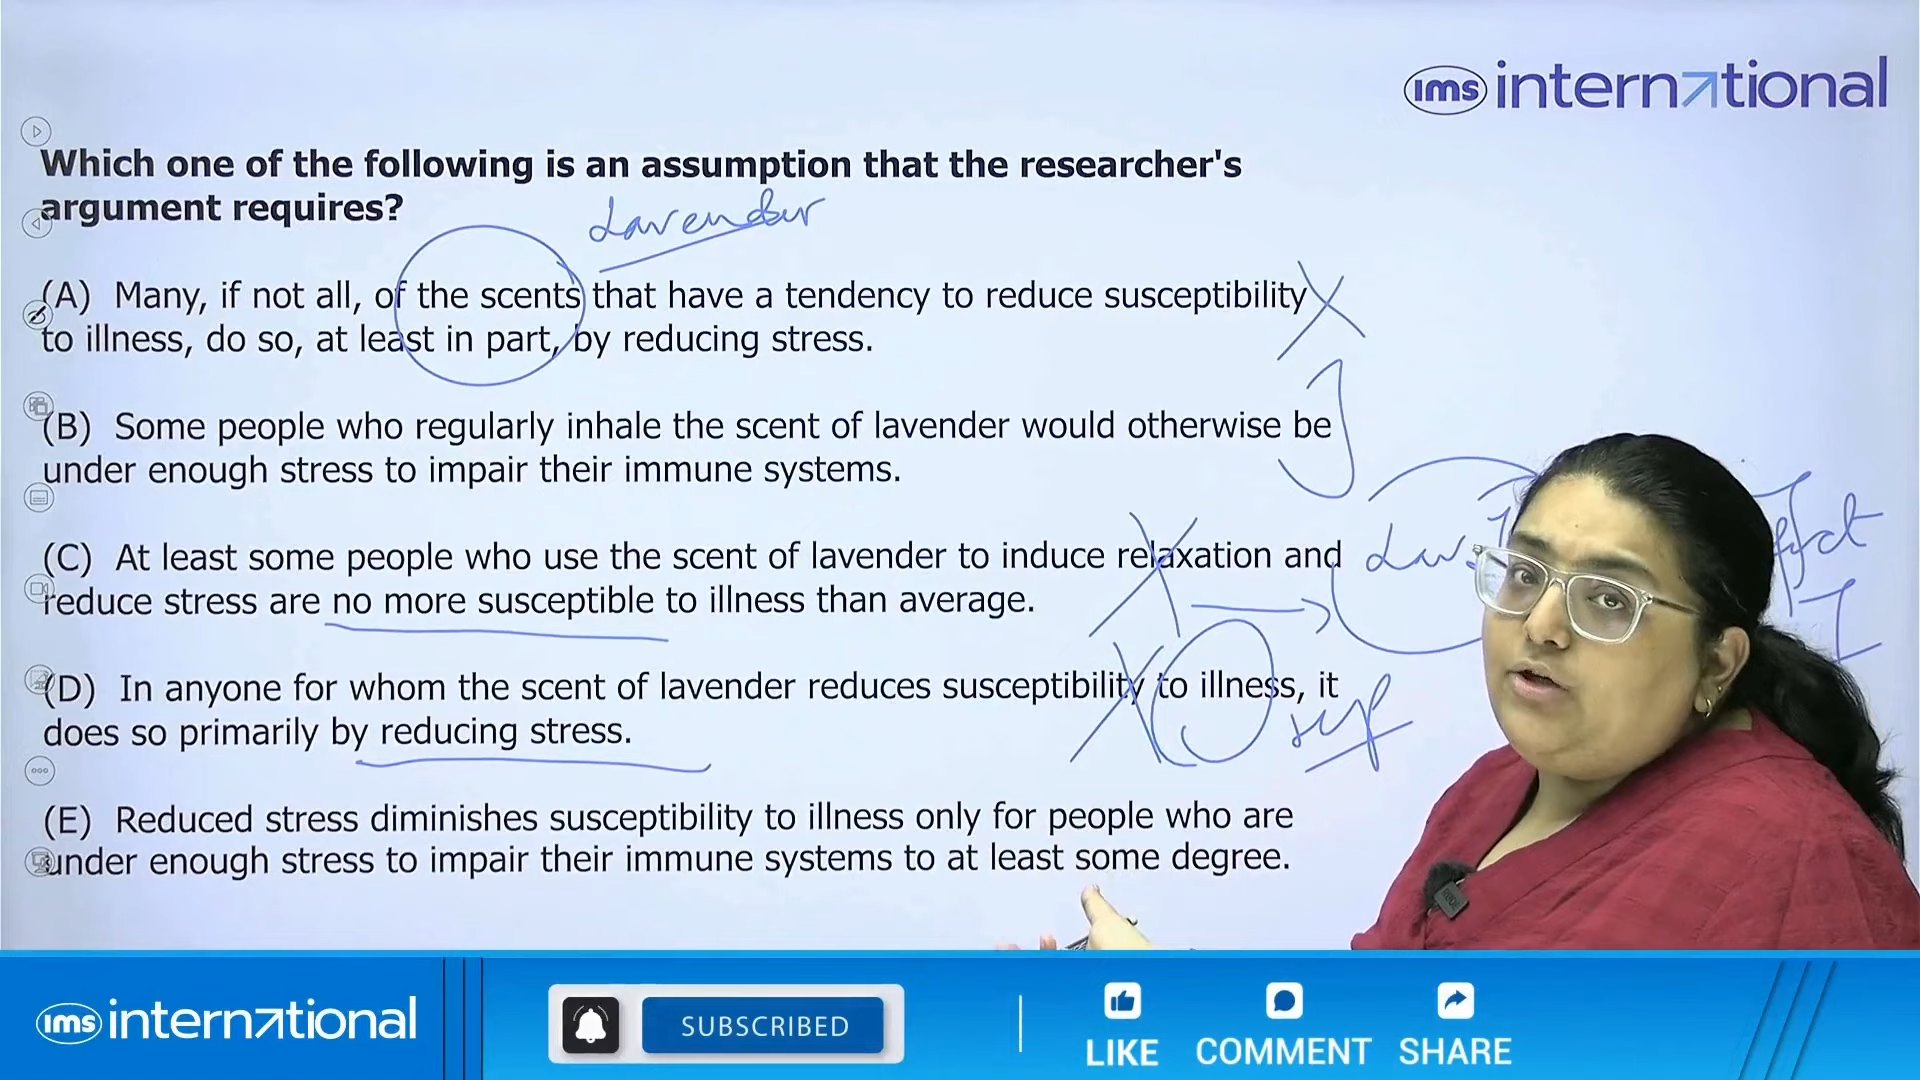 ims international
Which one of the following is an assumption that the researcher's
argument requires?
Lavender
(A) Many, if not all, of the scents that have a tendency to reduce susceptibility
to illness, do so, at least in part, by reducing stress.
(B) Some people who regularly inhale the scent of lavender would otherwise be
under enough stress to impair their immune systems.
(C) At least some people who use the scent of lavender to induce relaxation and
reduce stress are no more susceptible to illness than average.
(D) In anyone for whom the scent of lavender reduces susceptibility to illness, it
does so primarily by reducing stress.
(E) Reduced stress diminishes susceptibility to illness only for people who are
under enough stress to impair their immune systems to at least some degree.
ims international
SUBSCRIBED
LIKE COMMENT SHARE